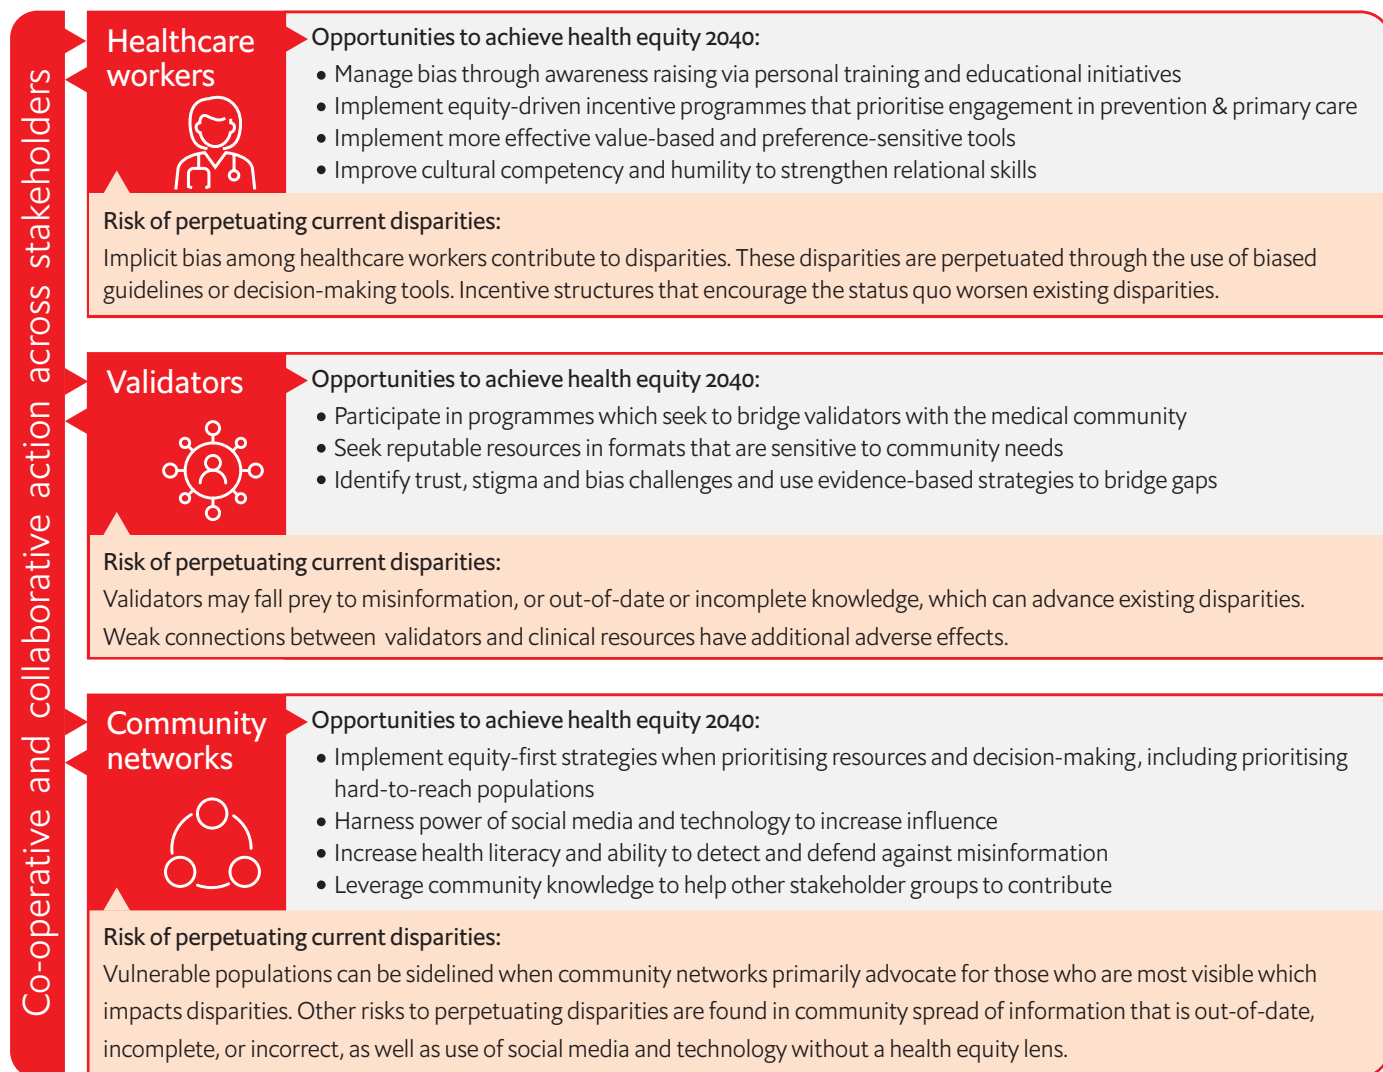 Co-operative and collaborative action across stakeholders
Healthcare
workers
Opportunities to achieve health equity 2040:
• Manage bias through awareness raising via personal training and educational initiatives
• Implement equity-driven incentive programmes that prioritise engagement in prevention & primary care
• Implement more effective value-based and preference-sensitive tools
• Improve cultural competency and humility to strengthen relational skills
Risk of perpetuating current disparities:
Implicit bias among healthcare workers contribute to disparities. These disparities are perpetuated through the use of biased
guidelines or decision-making tools. Incentive structures that encourage the status quo worsen existing disparities.
Validators
Opportunities to achieve health equity 2040:
• Participate in programmes which seek to bridge validators with the medical community
• Seek reputable resources in formats that are sensitive to community needs
• Identify trust, stigma and bias challenges and use evidence-based strategies to bridge gaps
Risk of perpetuating current disparities:
Validators may fall prey to misinformation, or out-of-date or incomplete knowledge, which can advance existing disparities.
Weak connections between validators and clinical resources have additional adverse effects.
Community
networks
Opportunities to achieve health equity 2040:
• Implement equity-first strategies when prioritising resources and decision-making, including prioritising
hard-to-reach populations
• Harness power of social media and technology to increase influence
• Increase health literacy and ability to detect and defend against misinformation
• Leverage community knowledge to help other stakeholder groups to contribute
Risk of perpetuating current disparities:
Vulnerable populations can be sidelined when community networks primarily advocate for those who are most visible which
impacts disparities. Other risks to perpetuating disparities are found in community spread of information that is out-of-date,
incomplete, or incorrect, as well as use of social media and technology without a health equity lens.